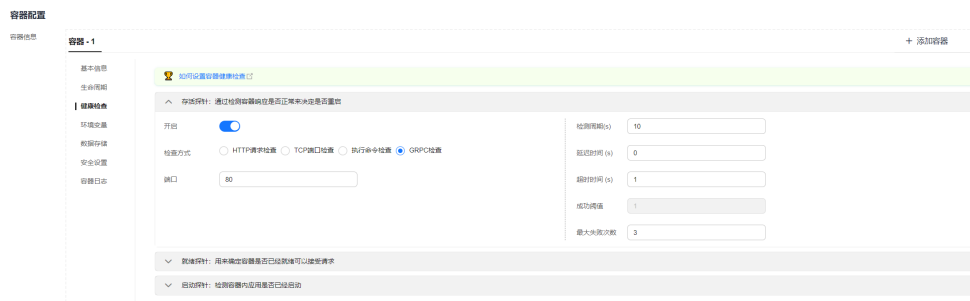 容器配置
容器信息
容器 - 1
+ 添加容器
基本信息
生命周期
健康检查
环境变量
数据存储
安全设置
容器日志
如何设置容器健康检查
存活探针：通过检测容器响应是否正常来决定是否重启
开启
检查方式
HTTP请求检查 TCP端口检查 执行命令检查 GRPC检查
端口
80
检测周期(s)
10
延迟时间 (s)
0
超时时间 (s)
1
成功阈值
1
最大失败次数
3
就绪探针：用来确定容器是否已经就绪可以接受请求
启动探针：检测容器内应用是否已经启动